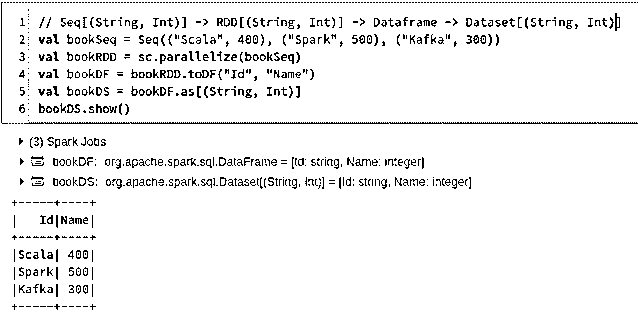 1 // Seq[(String, Int)] -> RDD[(String, Int)] -> Dataframe -> Dataset[(String, Int)]
2 val bookSeq = Seq(("Scala", 400), ("Spark", 500), ("Kafka", 300))
3 val bookRDD = sc.parallelize(bookSeq)
4 val bookDF = bookRDD.toDF("Id", "Name")
5 val bookDS = bookDF.as[(String, Int)]
6 bookDS.show()
(3) Spark Jobs
bookDF: org.apache.spark.sql.DataFrame = [Id: string, Name: integer]
bookDS: org.apache.spark.sql.Dataset[(String, Int)] = [Id: string, Name: integer]
+-----+----+
|   Id|Name|
+-----+----+
|Scala| 400|
|Spark| 500|
|Kafka| 300|
+-----+----+